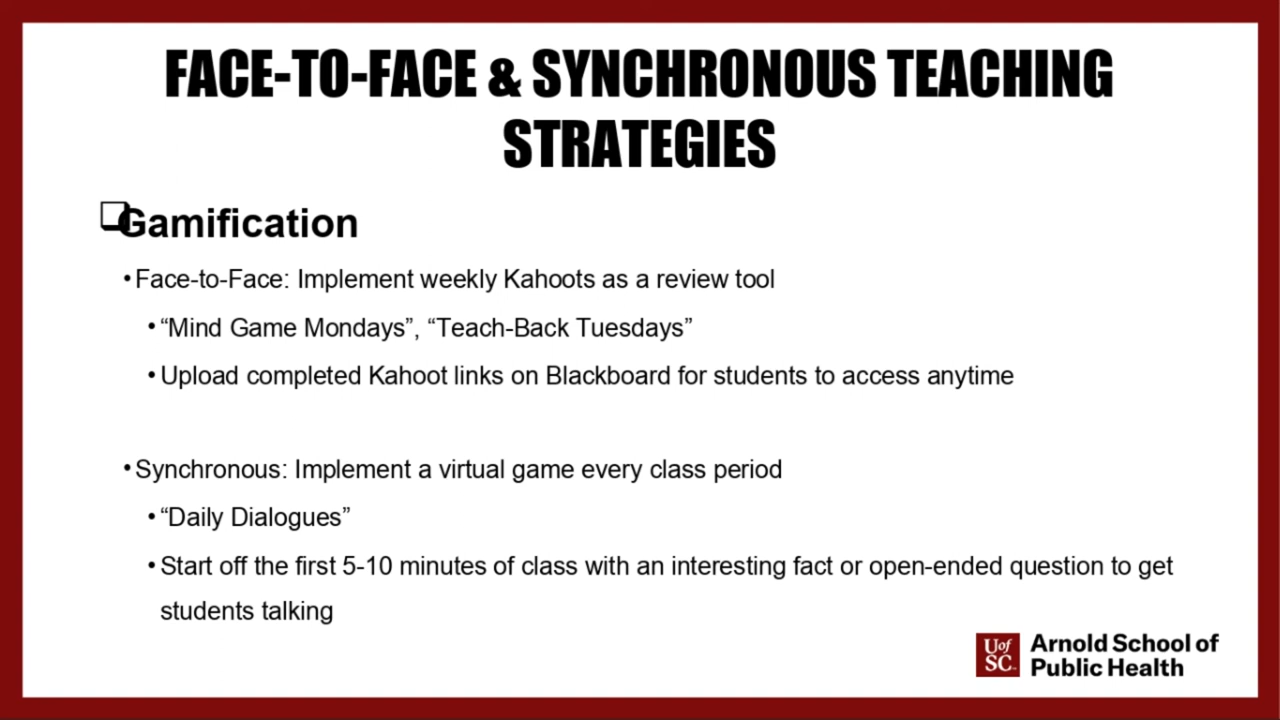 FACE-TO-FACE & SYNCHRONOUS TEACHING
STRATEGIES
❑Gamification
•Face-to-Face: Implement weekly Kahoots as a review tool
•“Mind Game Mondays”, “Teach-Back Tuesdays”
•Upload completed Kahoot links on Blackboard for students to access anytime
•Synchronous: Implement a virtual game every class period
•“Daily Dialogues”
•Start off the first 5-10 minutes of class with an interesting fact or open-ended question to get
students talking
UofSC
Arnold School of
Public Health